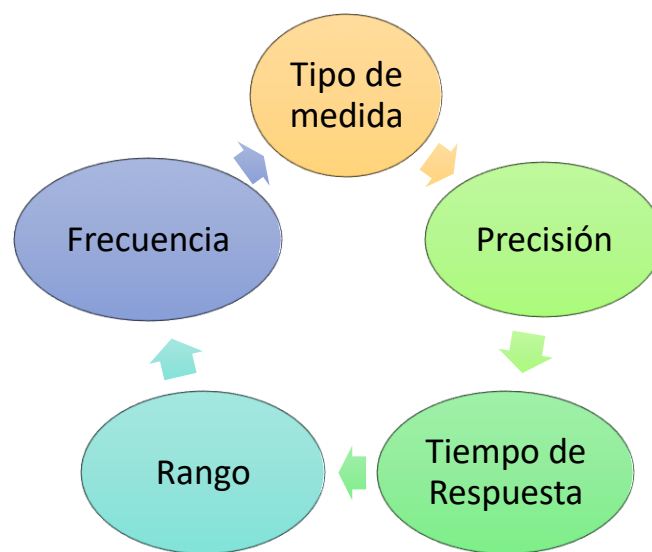 Tipo de
medida
Precisión
Tiempo de
Respuesta
Rango
Frecuencia